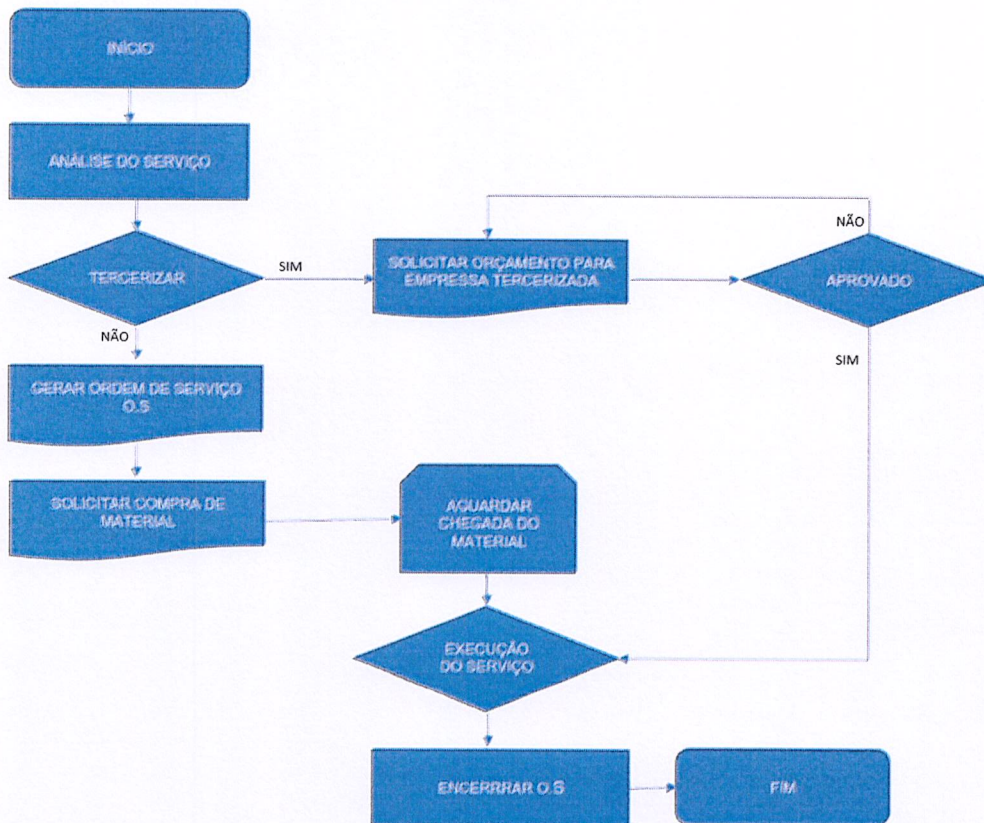 INÍCIO
ANÁLISE DO SERVIÇO
TERCERIZAR
SIM
SOLICITAR ORÇAMENTO PARA
EMPRESSA TERCERIZADA
NÃO
APROVADO
NÃO
SIM
GERAR ORDEM DE SERVIÇO
O.S
SOLICITAR COMPRA DE
MATERIAL
AGUARDAR
CHEGADA DO
MATERIAL
EXECUÇÃO
DO SERVIÇO
ENCERRRAR O.S
FIM